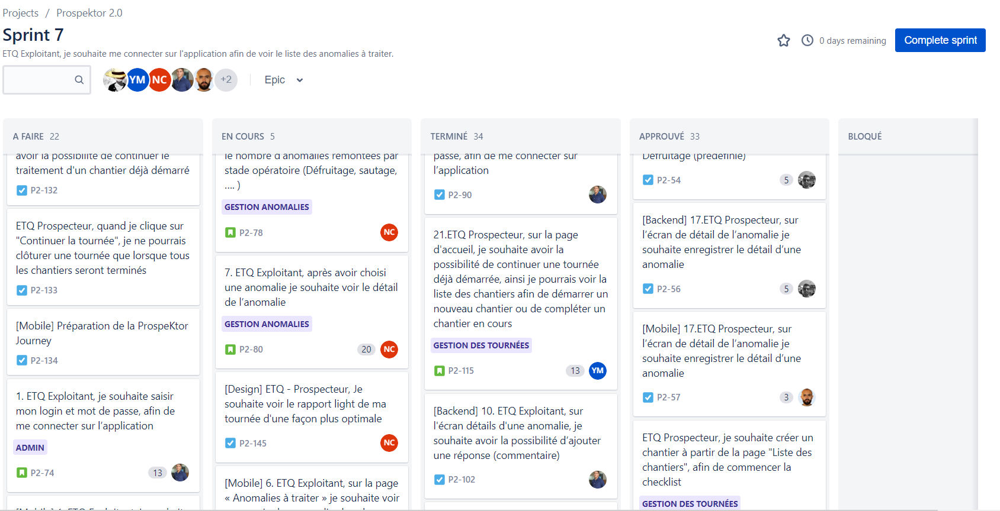 Projects / Prospektor 2.0
Sprint 7
ETQ Exploitant, je souhaite me connecter sur l'application afin de voir le liste des anomalies à traiter.
0 days remaining
Complete sprint
YM
NC
+2
Epic
A FAIRE 22
avoir la possibilité de continuer le
traitement d'un chantier déjà démarré
P2-132
ETQ Prospecteur, quand je clique sur
"Continuer la tournée", je ne pourrais
clôturer une tournée que lorsque tous
les chantiers seront terminés
P2-133
[Mobile] Préparation de la ProspeKtor
Journey
P2-134
1. ETQ Exploitant, je souhaite saisir
mon login et mot de passe, afin de
me connecter sur l’application
ADMIN
P2-74
13
EN COURS 5
le nombre d'anomalies remontées par
stade opératoire (Défruitage, sautage,
.... )
GESTION ANOMALIES
P2-78
NC
7. ETQ Exploitant, après avoir choisi
une anomalie je souhaite voir le détail
de l’anomalie
GESTION ANOMALIES
P2-80
20
NC
[Design] ETQ - Prospecteur, Je
souhaite voir le rapport light de ma
tournée d'une façon plus optimale
P2-145
NC
[Mobile] 6. ETQ Exploitant, sur la page
« Anomalies à traiter » je souhaite voir
TERMINÉ 34
passe, afin de me connecter sur
l’application
P2-90
21.ETQ Prospecteur, sur la page
d'accueil, je souhaite avoir la
possibilité de continuer une tournée
déjà démarrée, ainsi je pourrais voir la
liste des chantiers afin de démarrer un
nouveau chantier ou de compléter un
chantier en cours
GESTION DES TOURNÉES
P2-115
13
YM
[Backend] 10. ETQ Exploitant, sur
l'écran détails d'une anomalie, je
souhaite avoir la possibilité d’ajouter
une réponse (commentaire)
P2-102
APPROUVÉ 33
Défruitage (prédéfinie)
P2-54
5
[Backend] 17.ETQ Prospecteur, sur
l’écran de détail de l’anomalie je
souhaite enregistrer le détail d’une
anomalie
P2-56
5
[Mobile] 17.ETQ Prospecteur, sur
l’écran de détail de l’anomalie je
souhaite enregistrer le détail d’une
anomalie
P2-57
3
ETQ Prospecteur, je souhaite créer un
chantier à partir de la page "Liste des
chantiers", afin de commencer la
checklist
GESTION DES TOURNÉES
BLOQUÉ